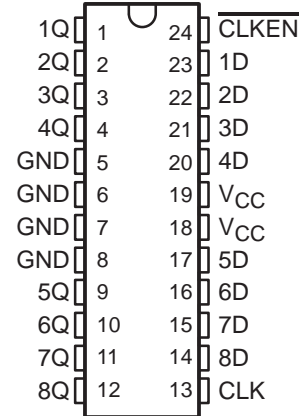 1Q 1 24 CLKEN
2Q 2 23 1D
3Q 3 22 2D
4Q 4 21 3D
GND 5 20 4D
GND 6 19 VCC
GND 7 18 VCC
GND 8 17 5D
5Q 9 16 6D
6Q 10 15 7D
7Q 11 14 8D
8Q 12 13 CLK